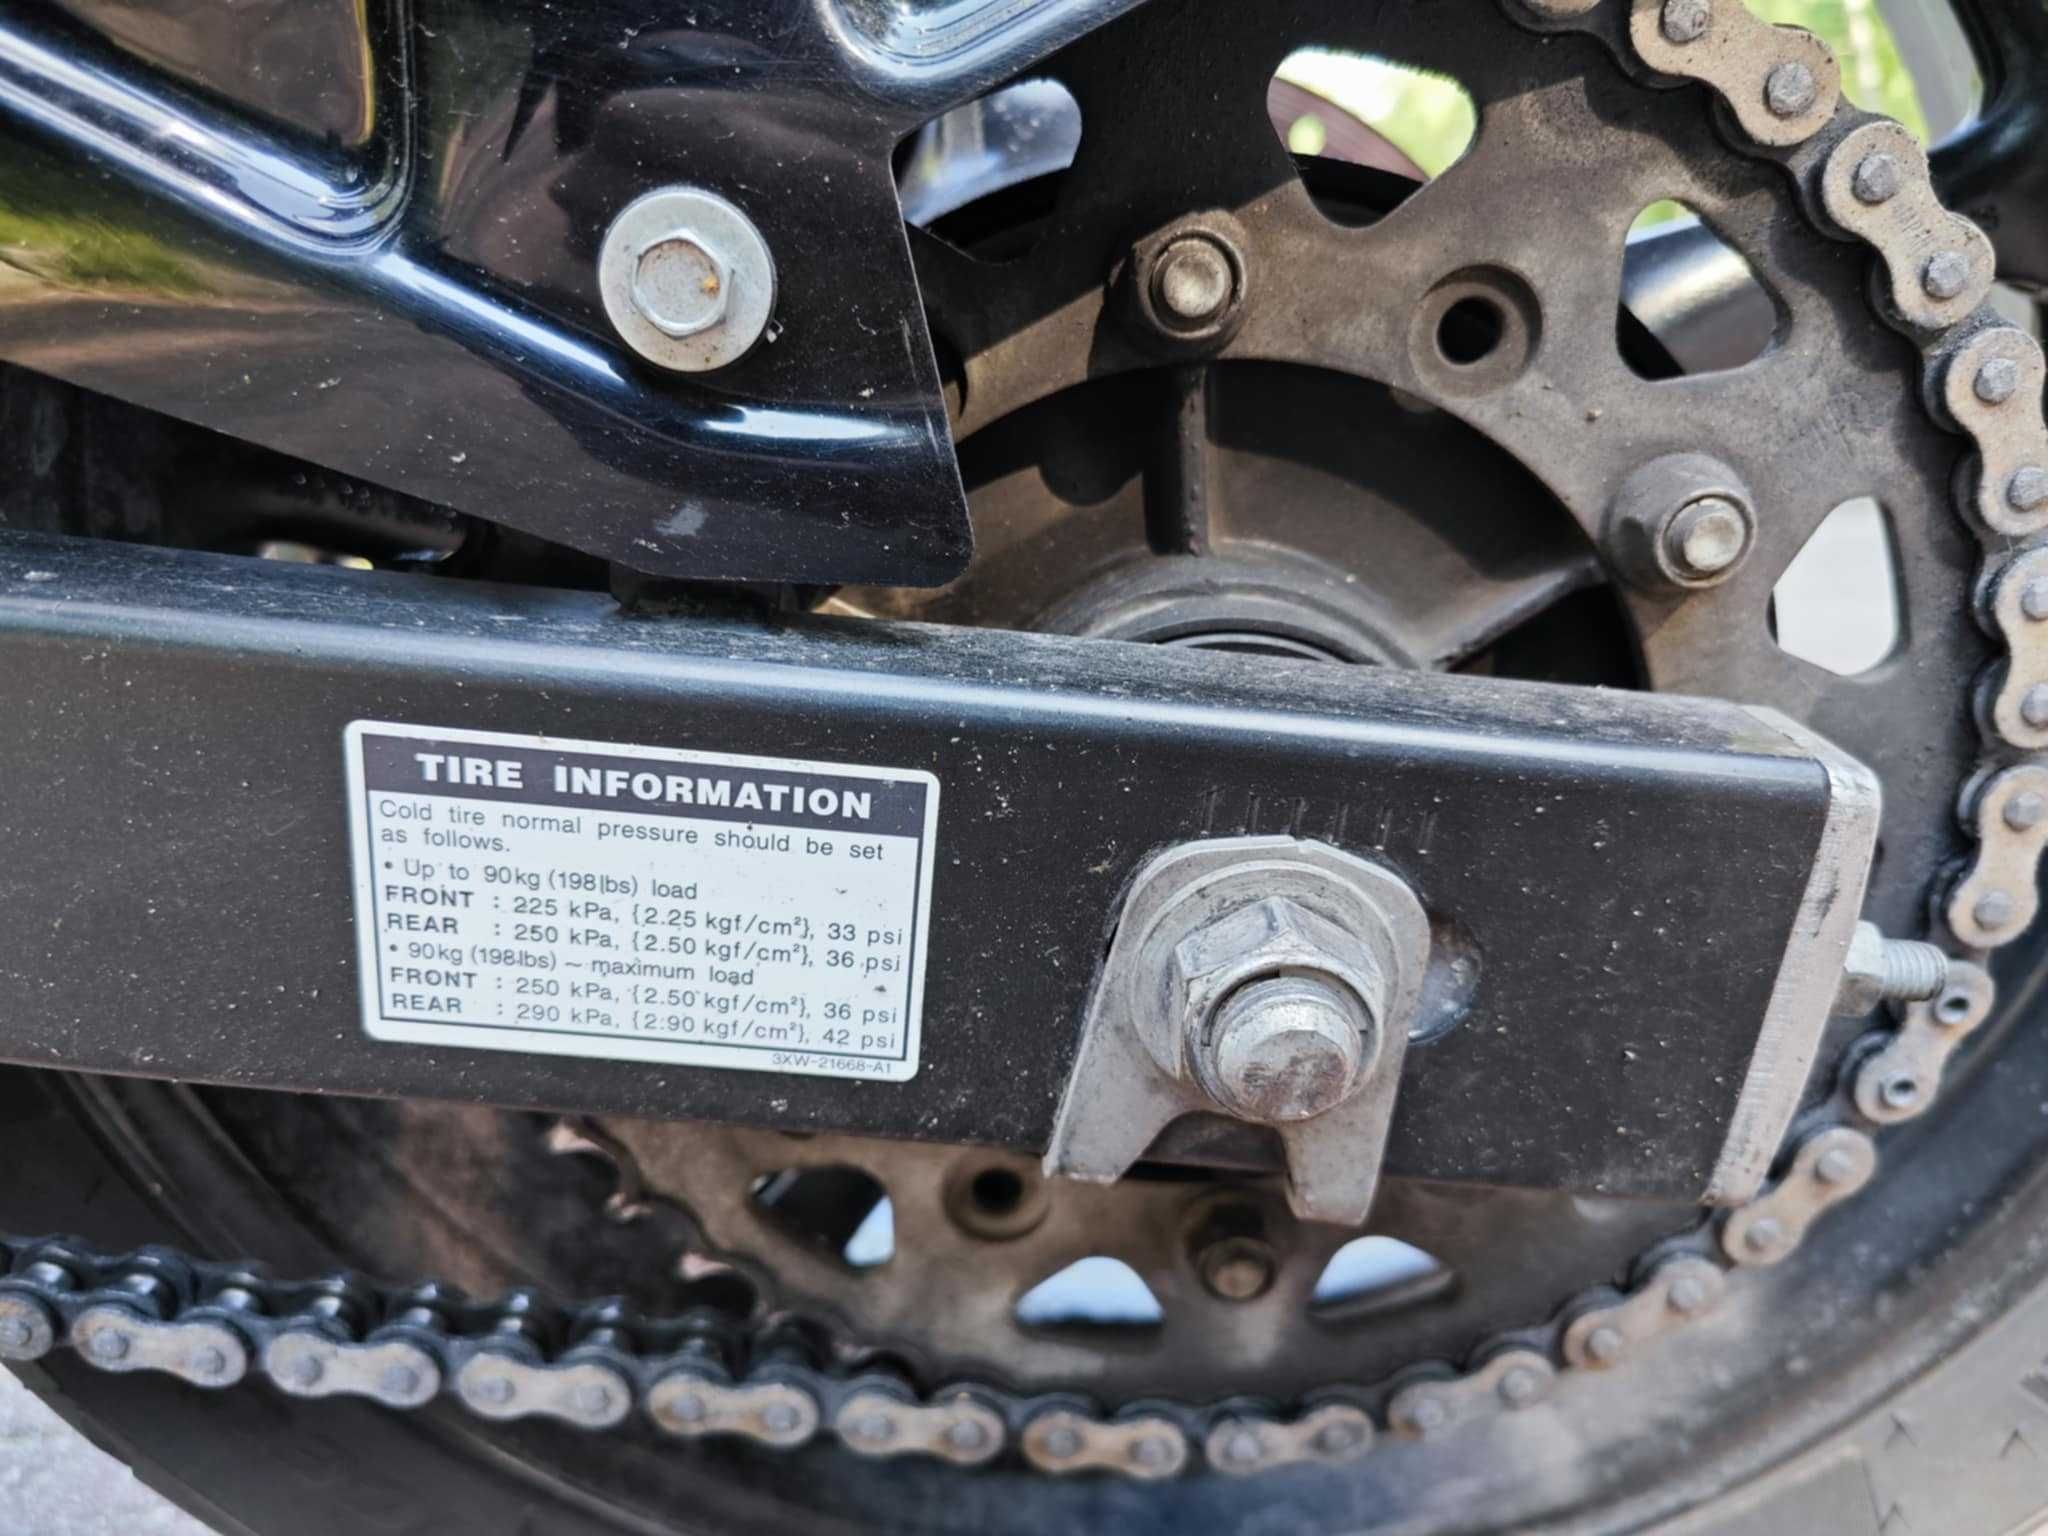 TIRE INFORMATION
Cold tire normal pressure should be set
as follows.
• Up to 90kg (198lbs) load
FRONT : 225 kPa, {2.25 kgf/cm²}, 33 psi
REAR : 250 kPa, {2.50 kgf/cm²}, 36 psi
• 90kg (198lbs) ~ maximum load
FRONT : 250 kPa, {2.50 kgf/cm²}, 36 psi
REAR : 290 kPa, {2.90 kgf/cm²}, 42 psi
3XW-21668-A1